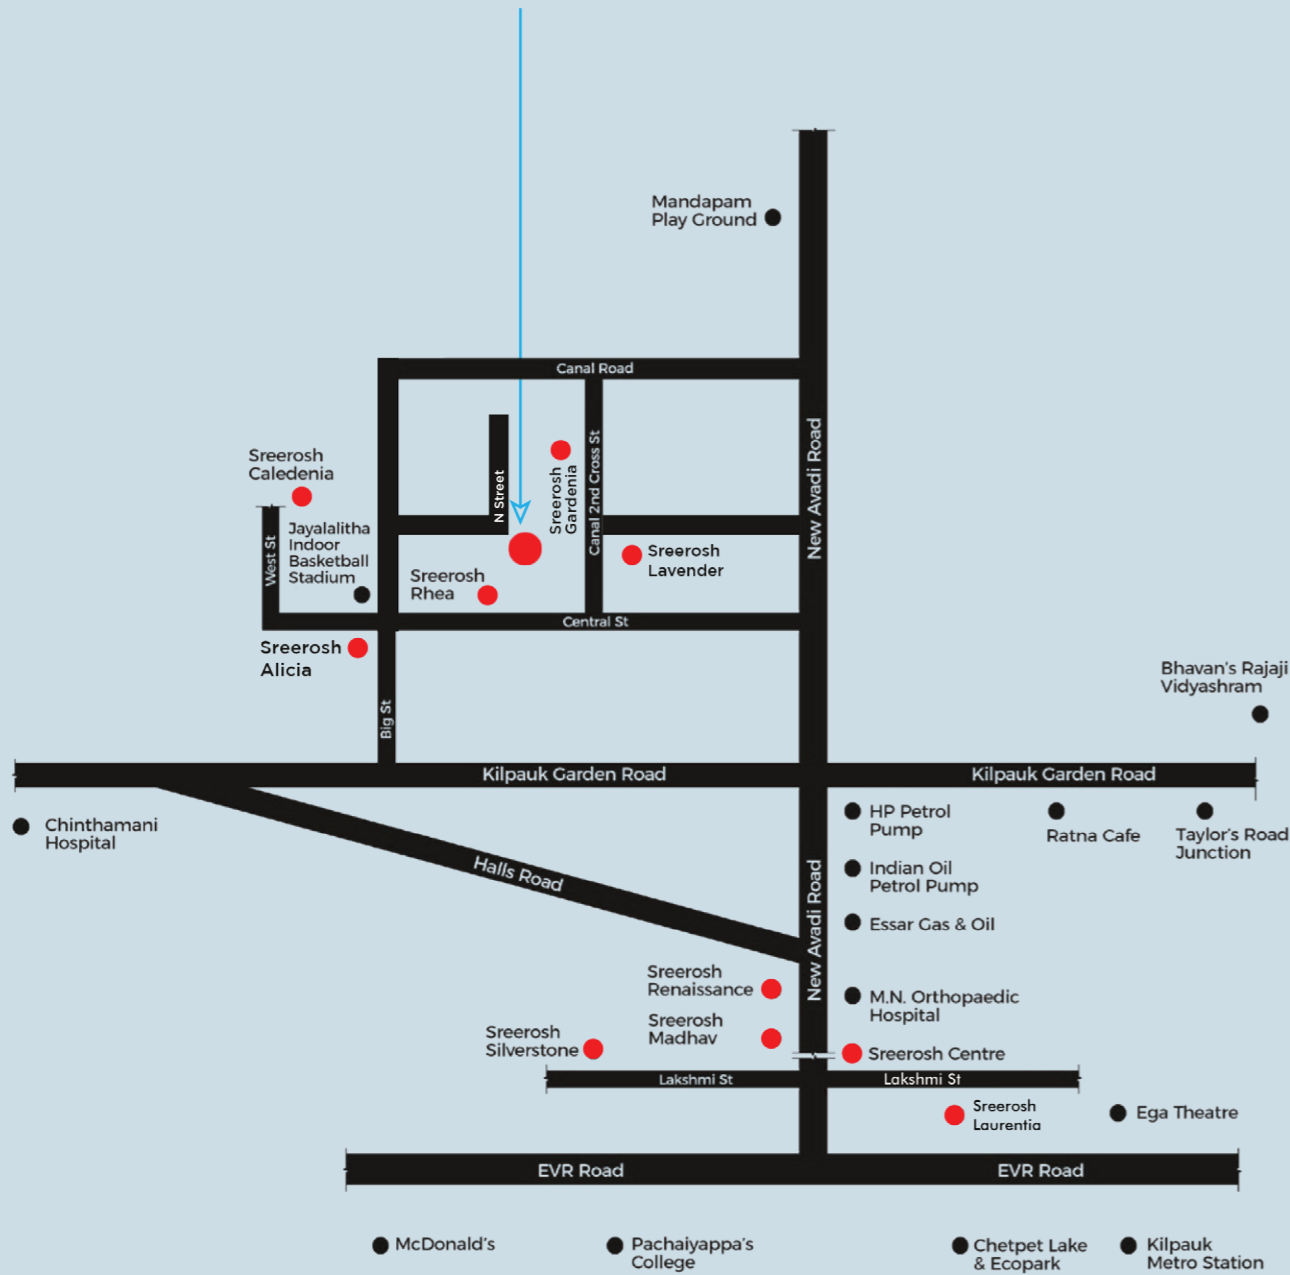 Mandapam
Play Ground
Canal Road
New Avadi Road
Sreerosh
Caledenia
N Street
Sreerosh
Gardenia
Canal 2nd Cross St
West St
Jayalalitha
Indoor
Basketball
Stadium
Sreerosh
Rhea
Sreerosh
Lavender
Central St
Sreerosh
Alicia
Big St
Bhavan's Rajaji
Vidyashram
Kilpauk Garden Road
Kilpauk Garden Road
Chinthamani
Hospital
HP Petrol
Pump
Ratna Cafe
Taylor's Road
Junction
Halls Road
New Avadi Road
Indian Oil
Petrol Pump
Essar Gas & Oil
Sreerosh
Renaissance
M.N. Orthopaedic
Hospital
Sreerosh
Madhav
Sreerosh
Silverstone
Sreerosh Centre
Lakshmi St
Lakshmi St
Sreerosh
Laurentia
Ega Theatre
EVR Road
EVR Road
McDonald's
Pachaiyappa's
College
Chetpet Lake
& Ecopark
Kilpauk
Metro Station